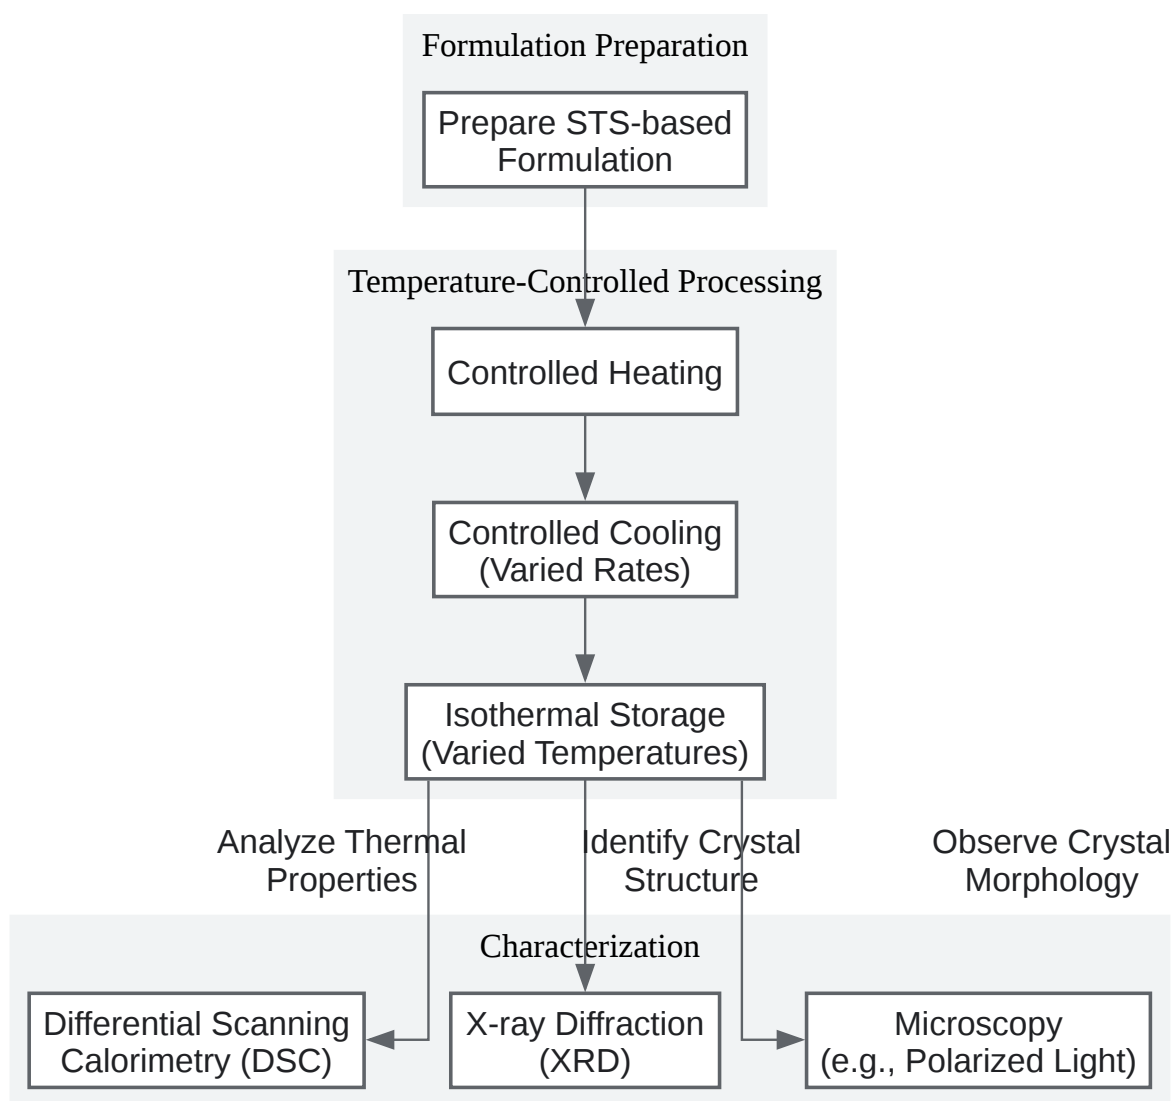 Formulation Preparation
Prepare STS-based
Formulation
Temperature-Controlled Processing
Controlled Heating
Controlled Cooling
(Varied Rates)
Isothermal Storage
(Varied Temperatures)
Analyze Thermal
Properties
Identify Crystal
Structure
Observe Crystal
Morphology
Characterization
Differential Scanning
Calorimetry (DSC)
X-ray Diffraction
(XRD)
Microscopy
(e.g., Polarized Light)